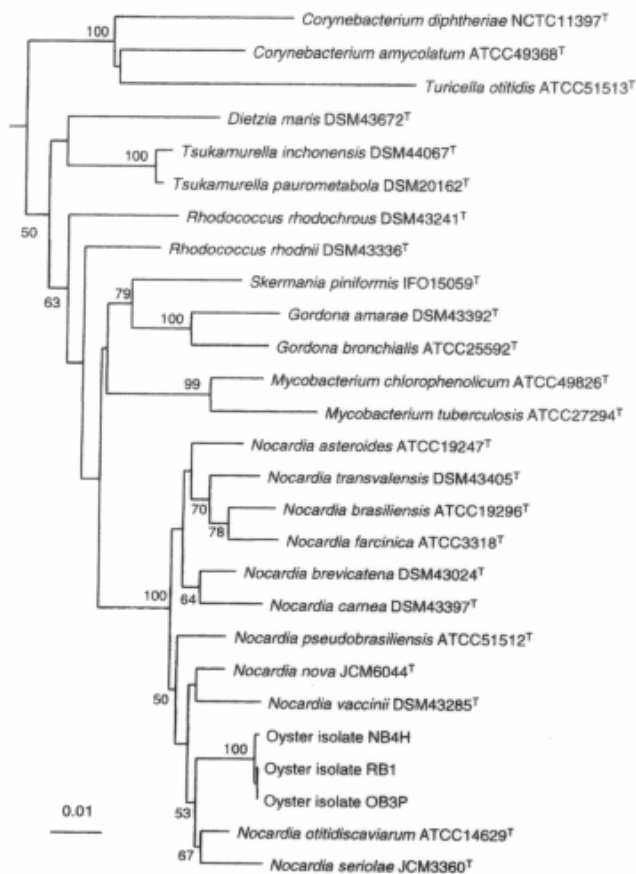 Corynebacterium diphtheriae NCTC11397ᵀ
100
Corynebacterium amycolatum ATCC49368ᵀ
Turicella otitidis ATCC51513ᵀ
Dietzia maris DSM43672ᵀ
100
Tsukamurella inchonensis DSM44067ᵀ
Tsukamurella paurometabola DSM20162ᵀ
Rhodococcus rhodochrous DSM43241ᵀ
50
Rhodococcus rhodnii DSM43336ᵀ
63
79
Skermania piniformis IFO15059ᵀ
100
Gordona amarae DSM43392ᵀ
Gordona bronchialis ATCC25592ᵀ
99
Mycobacterium chlorophenolicum ATCC49826ᵀ
Mycobacterium tuberculosis ATCC27294ᵀ
Nocardia asteroides ATCC19247ᵀ
Nocardia transvalensis DSM43405ᵀ
70
Nocardia brasiliensis ATCC19296ᵀ
78
Nocardia farcinica ATCC3318ᵀ
Nocardia brevicatena DSM43024ᵀ
100
64
Nocardia carnea DSM43397ᵀ
Nocardia pseudobrasiliensis ATCC51512ᵀ
Nocardia nova JCM6044ᵀ
50
Nocardia vaccinii DSM43285ᵀ
Oyster isolate NB4H
100
Oyster isolate RB1
Oyster isolate OB3P
0.01
53
Nocardia otitidiscaviarum ATCC14629ᵀ
67
Nocardia seriolae JCM3360ᵀ